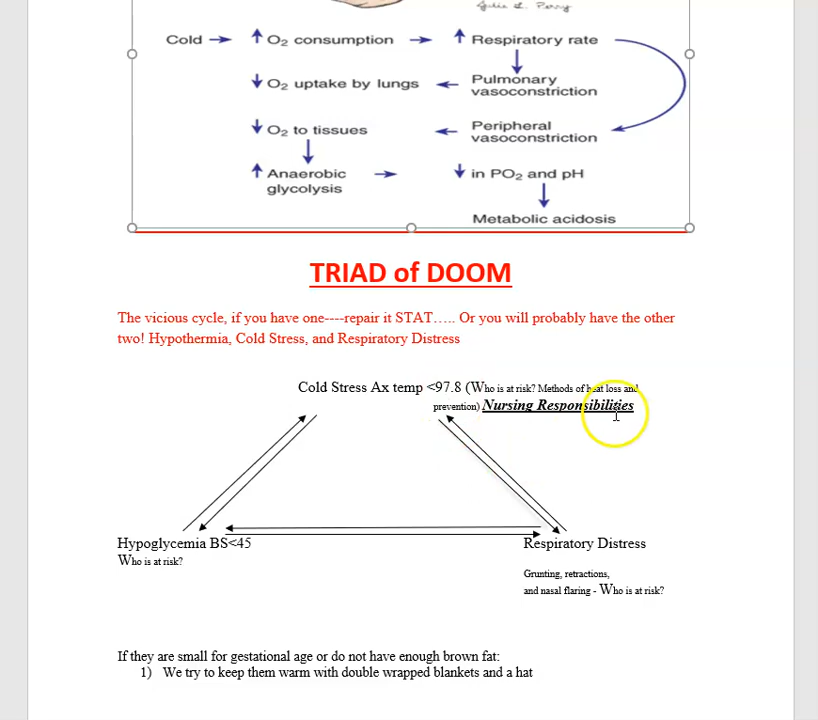 Julie L. Perry
Cold → ↑ O₂ consumption → ↑ Respiratory rate
↓ O₂ uptake by lungs ← Pulmonary
vasoconstriction
↓ O₂ to tissues ← Peripheral
vasoconstriction
↑ Anaerobic → ↓ in PO₂ and pH
glycolysis
Metabolic acidosis
TRIAD of DOOM
The vicious cycle, if you have one----repair it STAT….. Or you will probably have the other
two! Hypothermia, Cold Stress, and Respiratory Distress
Cold Stress Ax temp <97.8 (Who is at risk? Methods of heat loss and
prevention) Nursing Responsibilities
Hypoglycemia BS<45
Who is at risk?
Respiratory Distress
Grunting, retractions,
and nasal flaring - Who is at risk?
If they are small for gestational age or do not have enough brown fat:
1) We try to keep them warm with double wrapped blankets and a hat